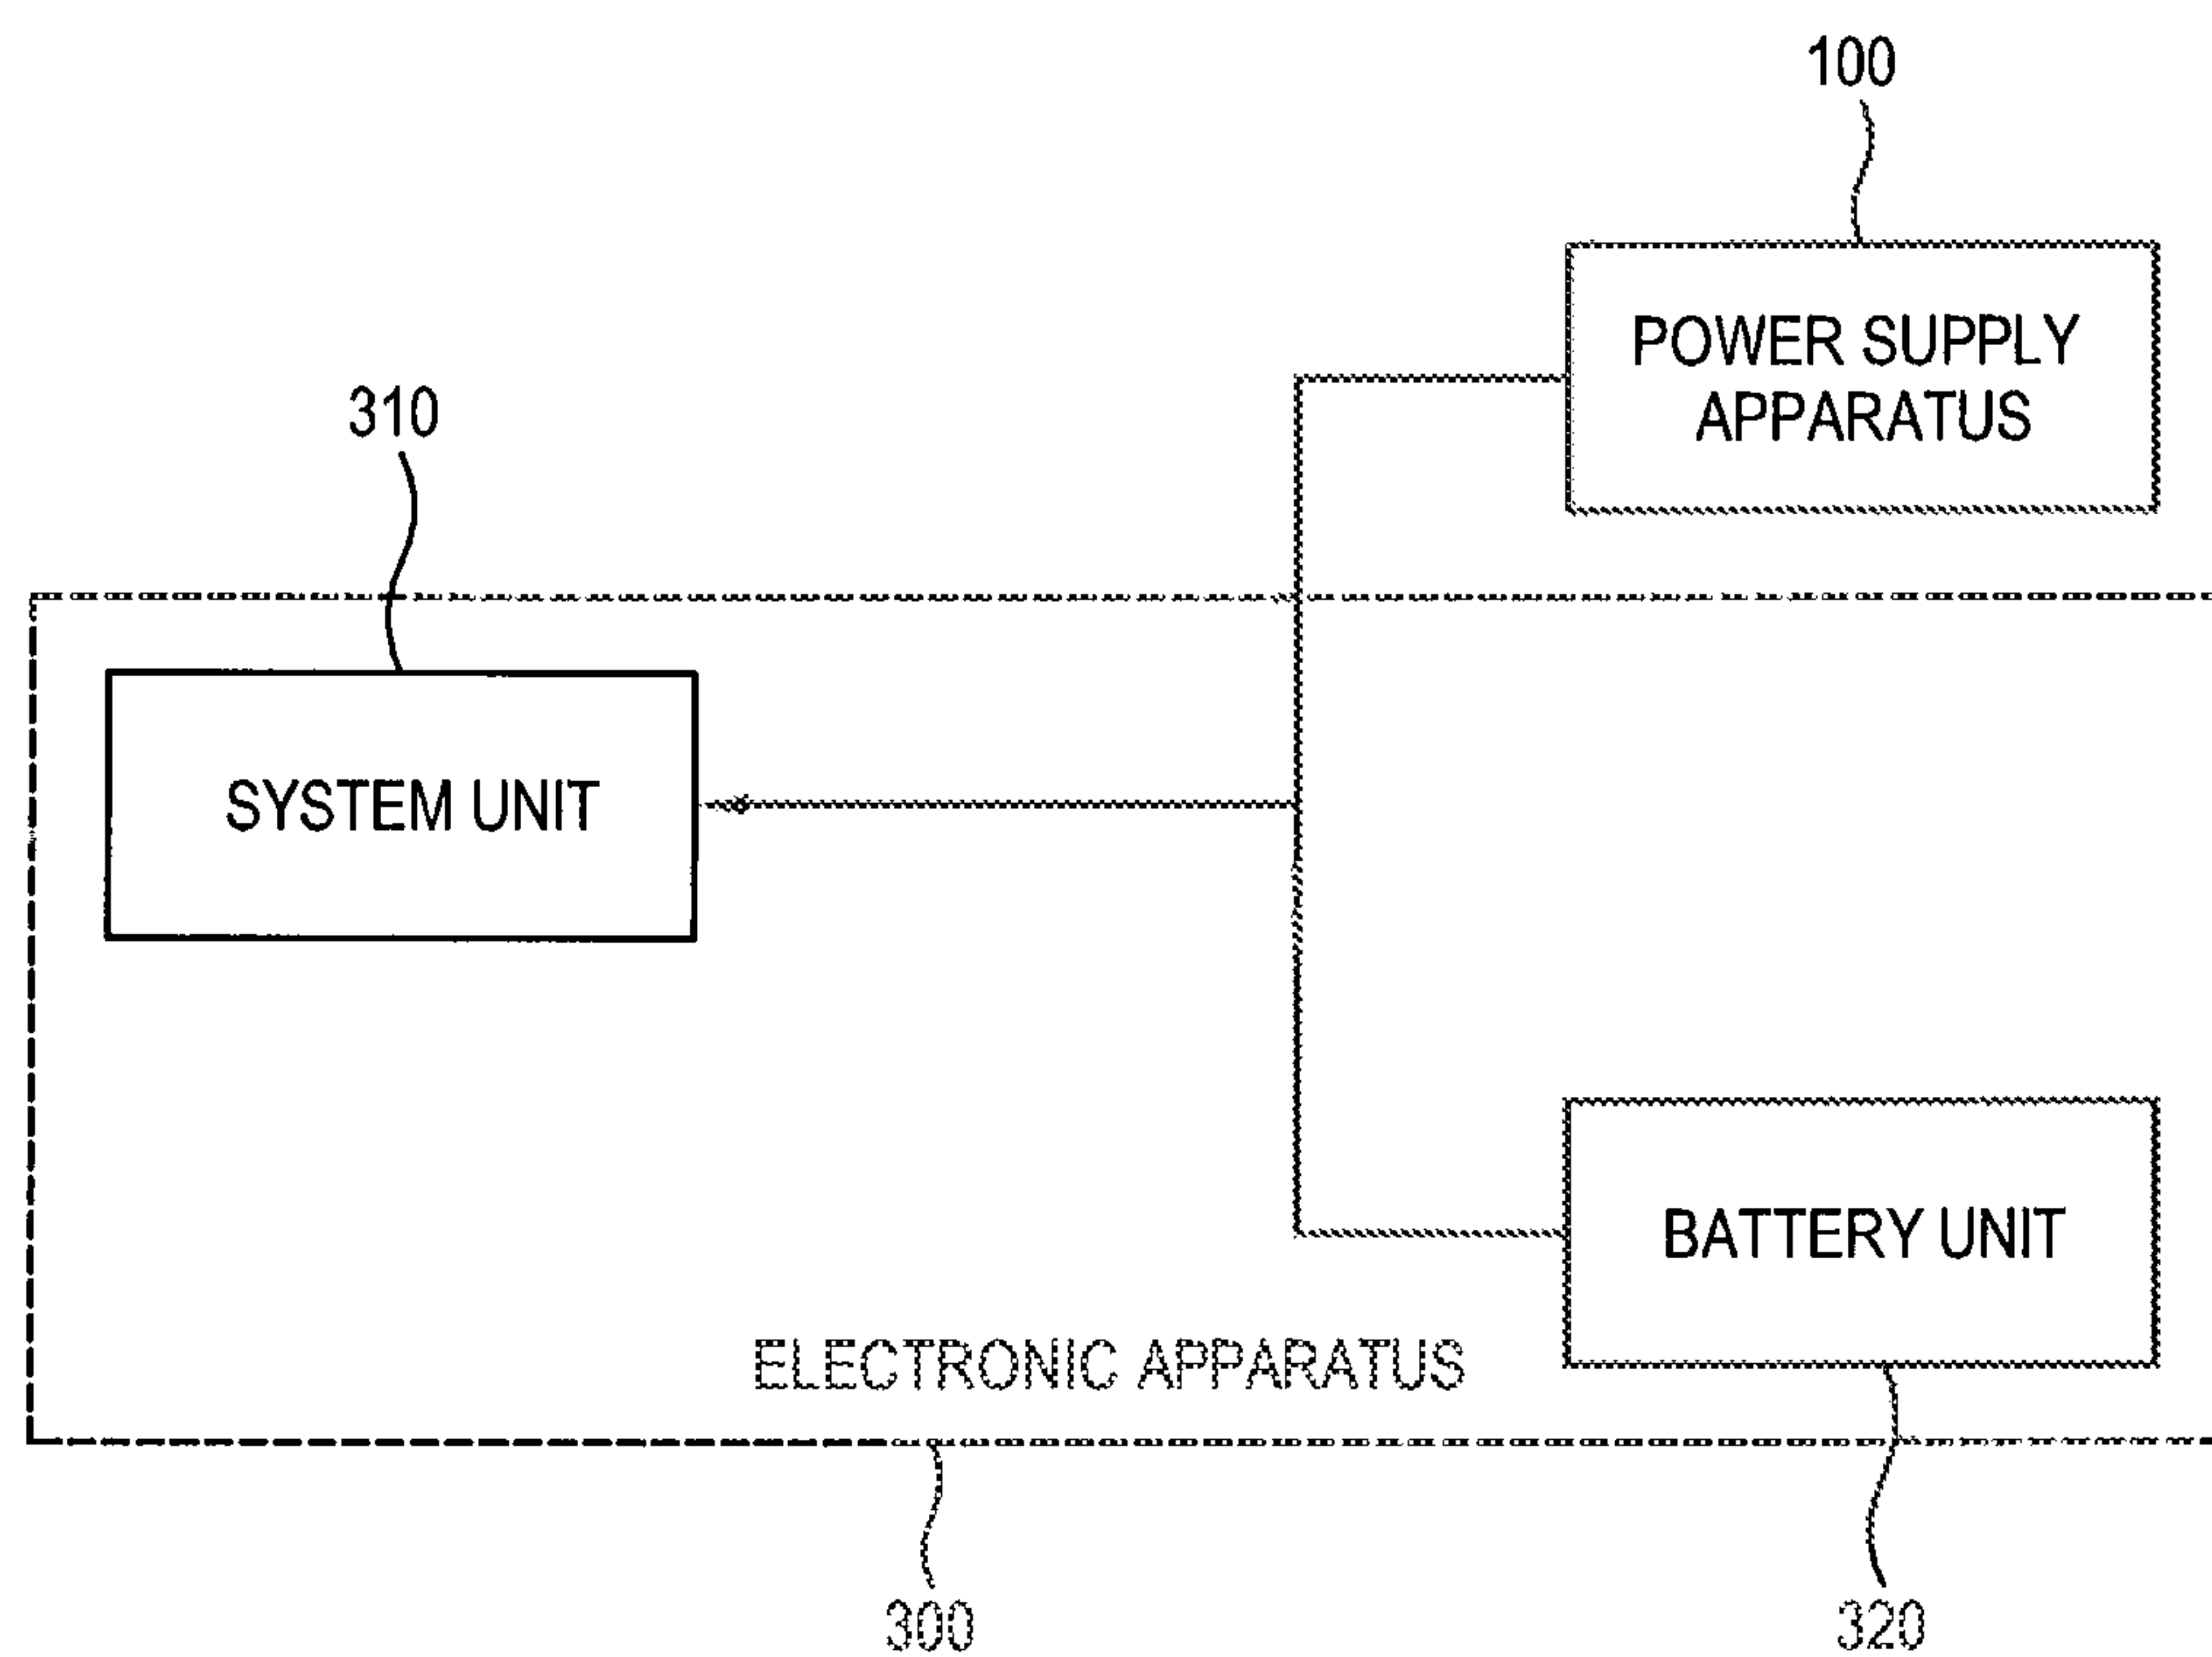 100
POWER SUPPLY
APPARATUS
310
SYSTEM UNIT
BATTERY UNIT
ELECTRONIC APPARATUS
300
320